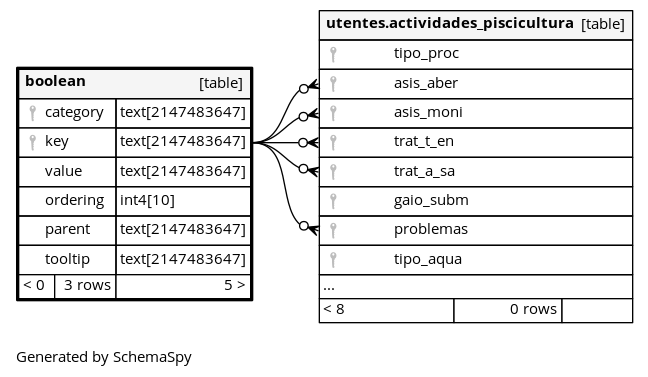 utentes.actividades_piscicultura [table]
tipo_proc
asis_aber
asis_moni
trat_t_en
trat_a_sa
gaio_subm
problemas
tipo_aqua
...
< 8 0 rows
boolean [table]
category text[2147483647]
key text[2147483647]
value text[2147483647]
ordering int4[10]
parent text[2147483647]
tooltip text[2147483647]
< 0 3 rows 5 >
Generated by SchemaSpy